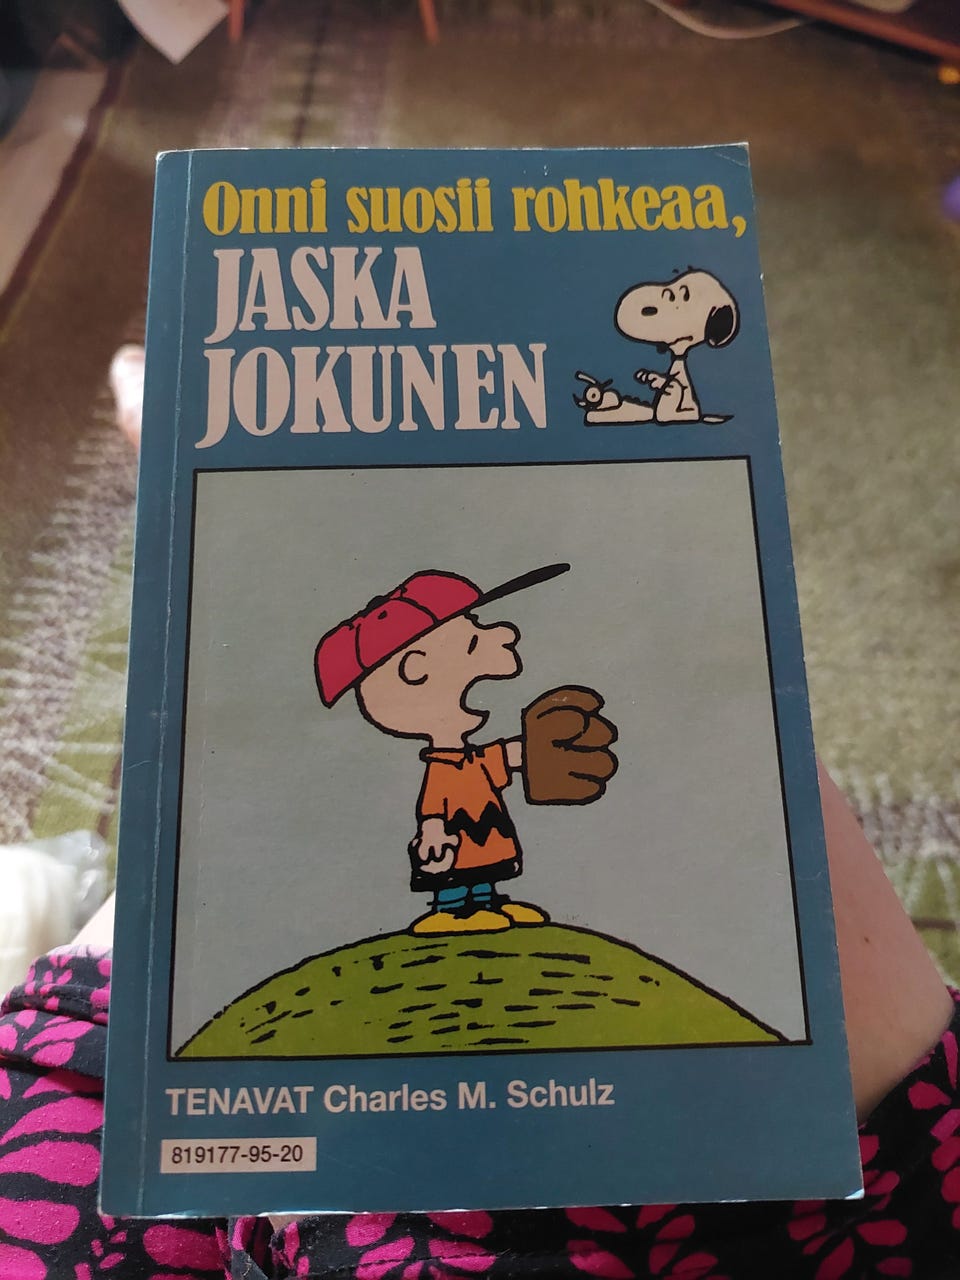 Onni suosii rohkeaa,
JASKA
JOKUNEN
TENAVAT Charles M. Schulz
819177-95-20